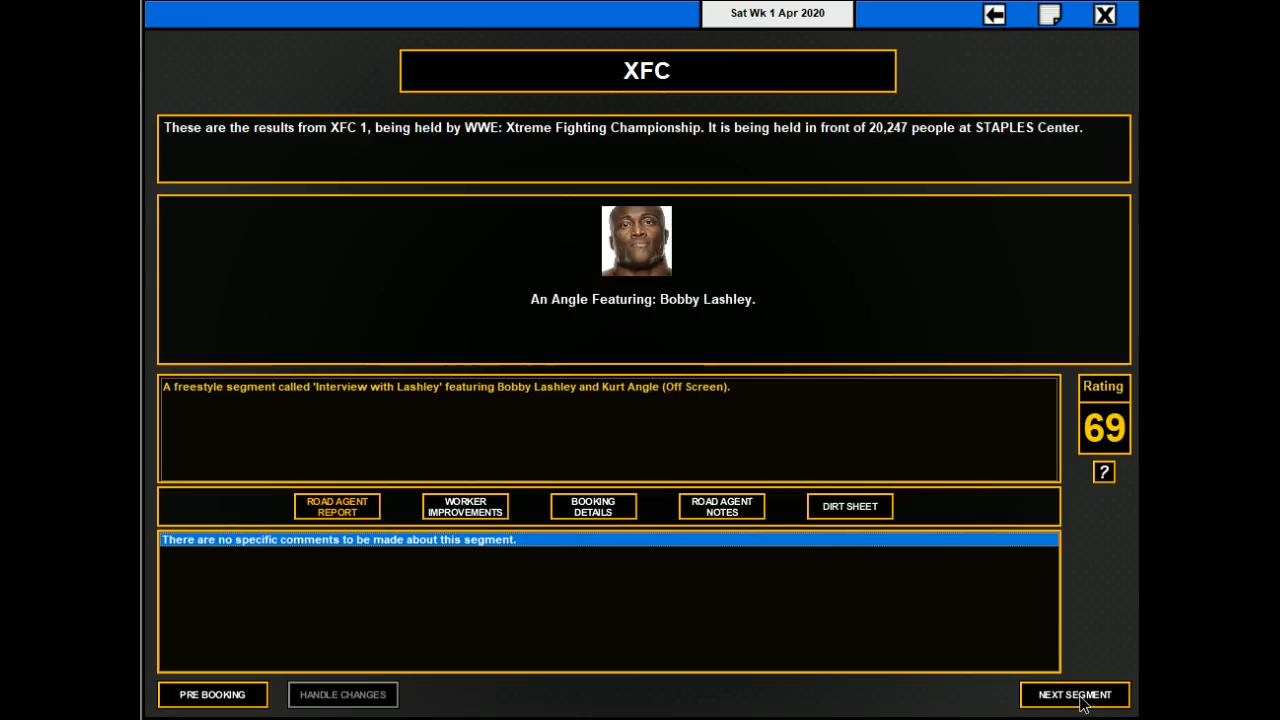 Sat Wk 1 Apr 2020
XFC
These are the results from XFC 1, being held by WWE: Xtreme Fighting Championship. It is being held in front of 20,247 people at STAPLES Center.
An Angle Featuring: Bobby Lashley.
A freestyle segment called 'Interview with Lashley' featuring Bobby Lashley and Kurt Angle (Off Screen).
Rating
69
?
ROAD AGENT
REPORT
WORKER
IMPROVEMENTS
BOOKING
DETAILS
ROAD AGENT
NOTES
DIRT SHEET
There are no specific comments to be made about this segment.
PRE BOOKING
HANDLE CHANGES
NEXT SEGMENT